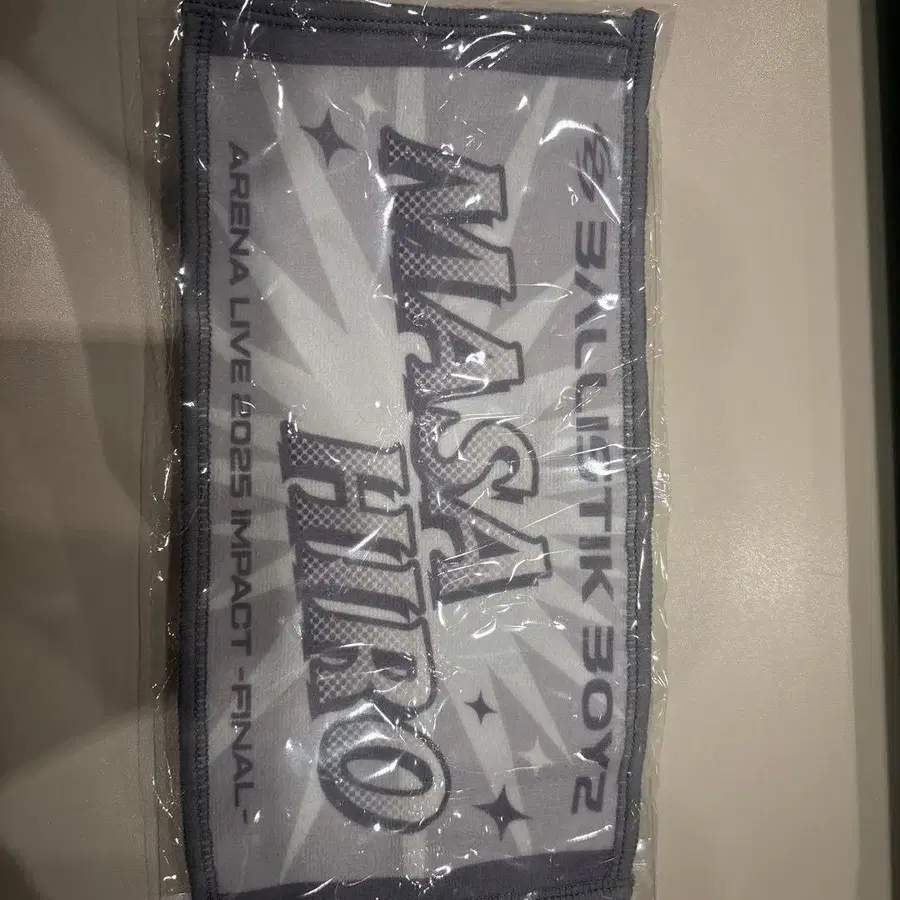 BALLISTIK BOYZ
MASA
HIRO
ARENA LIVE 2025 IMPACT -FINAL-